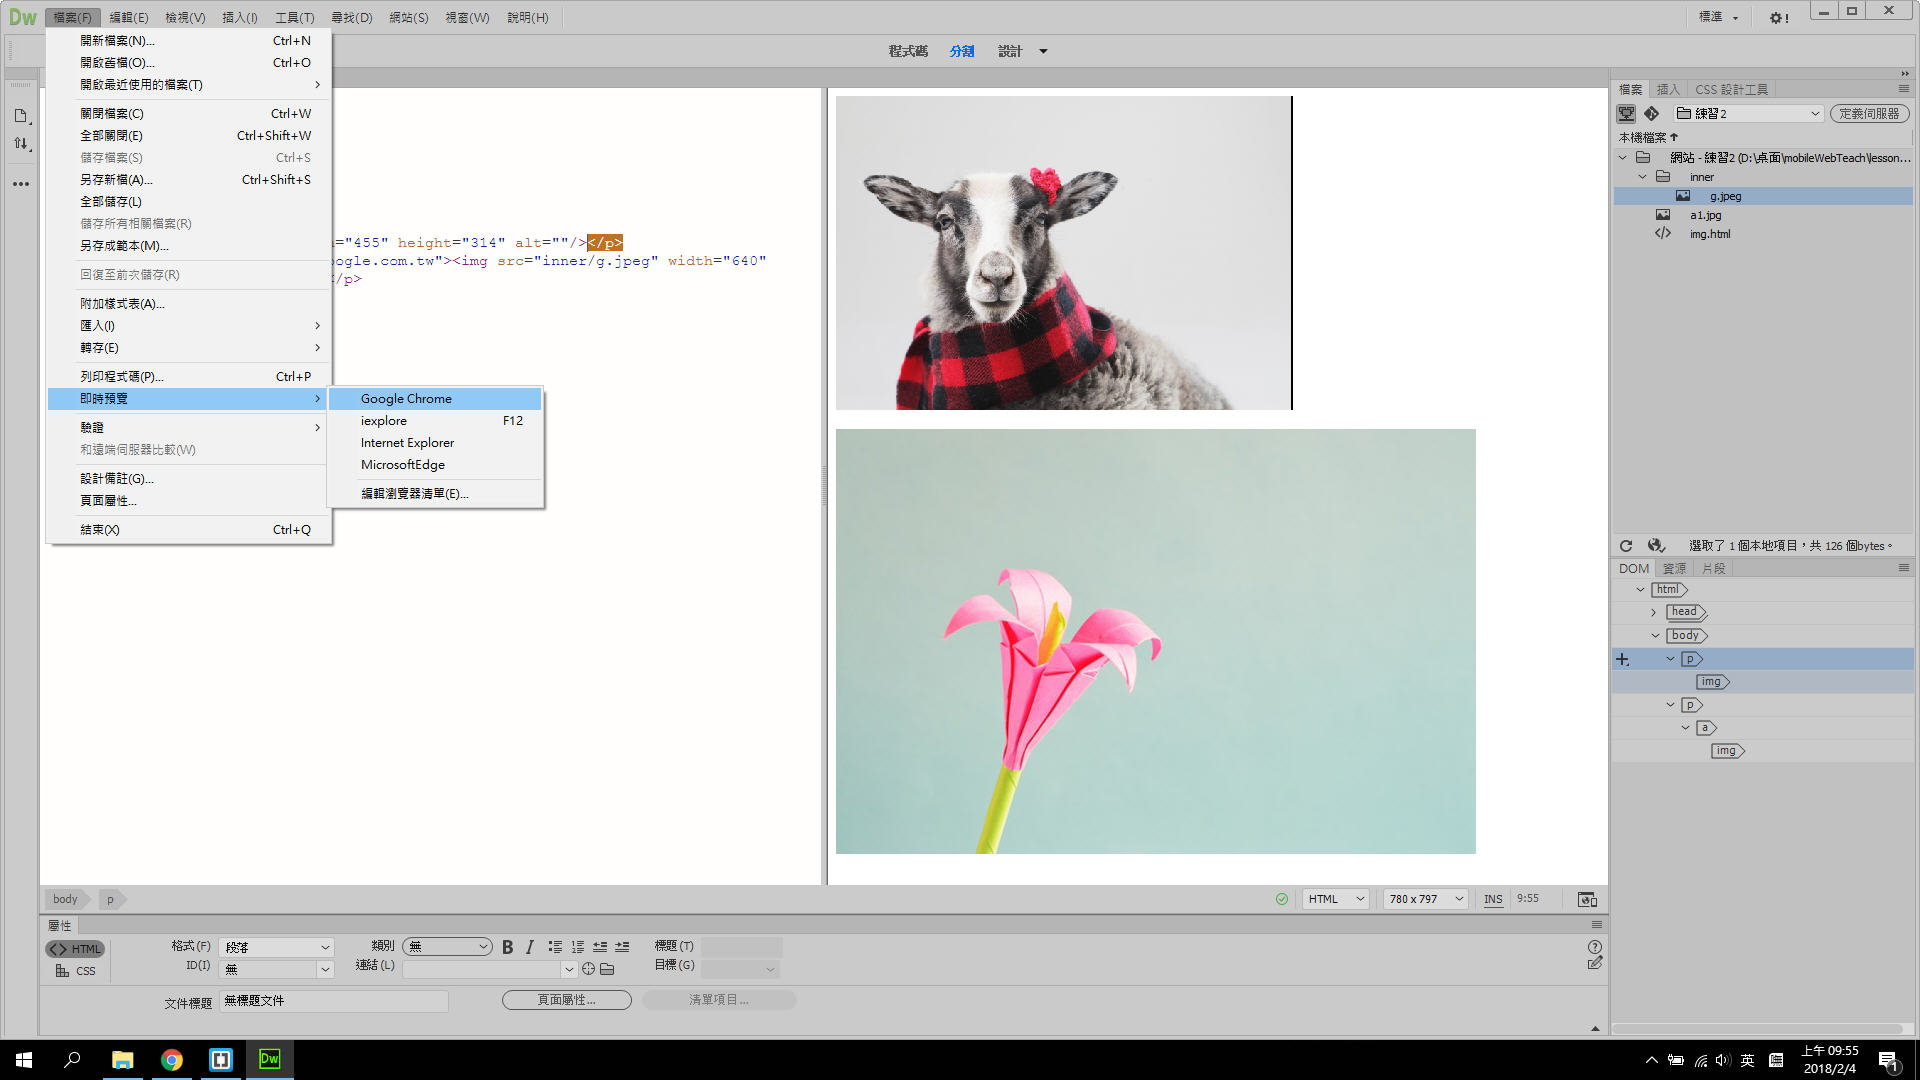 Dw 檔案(F) 編輯(E) 檢視(V) 插入(I) 工具(T) 尋找(D) 網站(S) 視窗(W) 說明(H) 標準
程式碼 分割 設計
開新檔案(N)... Ctrl+N
開啟舊檔(O)... Ctrl+O
開啟最近使用的檔案(T)
關閉檔案(C) Ctrl+W
全部關閉(E) Ctrl+Shift+W
儲存檔案(S) Ctrl+S
另存新檔(A)... Ctrl+Shift+S
全部儲存(L)
儲存所有相關檔案(R)
另存成範本(M)...
回復至前次儲存(R)
附加樣式表(A)...
匯入(I)
轉存(E)
列印程式碼(P)... Ctrl+P
即時預覽
驗證
和遠端伺服器比較(W)
設計備註(G)...
頁面屬性...
結束(X) Ctrl+Q
Google Chrome
iexplore F12
Internet Explorer
MicrosoftEdge
編輯瀏覽器清單(E)...
="455" height="314" alt=""/></p>
ogle.com.tw"><img src="inner/g.jpeg" width="640"
/p>
檔案 插入 CSS 設計工具
練習2 定義伺服器
本機檔案
網站 - 練習2 (D:\桌面\mobileWebTeach\lesson...
inner
g.jpeg
a1.jpg
img.html
選取了 1 個本地項目，共 126 個bytes。
DOM 資源 片段
html
head
body
p
img
p
a
img
body p HTML 780 x 797 INS 9:55
屬性
HTML 格式(F) 段落 類別 無 B I 標題(T)
CSS ID(I) 無 連結(L) 目標(G)
文件標題 無標題文件 頁面屬性... 清單項目...
Dw 英 上午 09:55
2018/2/4
1